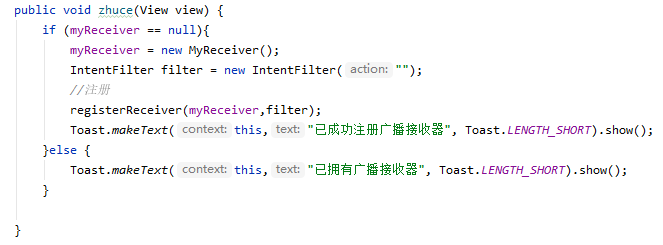 public void zhuce(View view) {
if (myReceiver == null){
myReceiver = new MyReceiver();
IntentFilter filter = new IntentFilter( action: "");
//注册
registerReceiver(myReceiver,filter);
Toast.makeText( context: this, text: "已成功注册广播接收器", Toast.LENGTH_SHORT).show();
}else {
Toast.makeText( context: this, text: "已拥有广播接收器", Toast.LENGTH_SHORT).show();
}
}